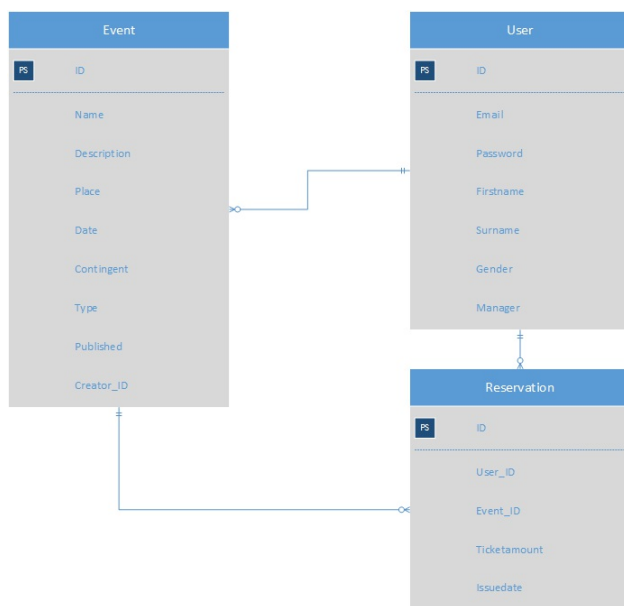 Event
PS ID
Name
Description
Place
Date
Contingent
Type
Published
Creator_ID
User
PS ID
Email
Password
Firstname
Surname
Gender
Manager
Reservation
PS ID
User_ID
Event_ID
Ticketamount
Issuedate